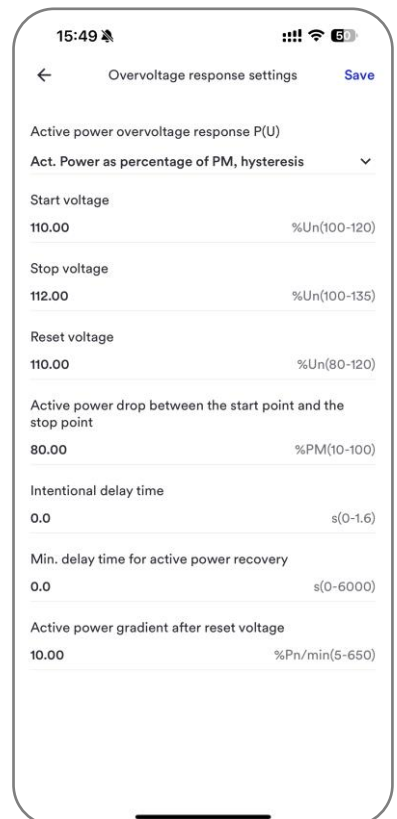 15:49
50
Overvoltage response settings Save
Active power overvoltage response P(U)
Act. Power as percentage of PM, hysteresis
Start voltage
110.00 %Un(100-120)
Stop voltage
112.00 %Un(100-135)
Reset voltage
110.00 %Un(80-120)
Active power drop between the start point and the
stop point
80.00 %PM(10-100)
Intentional delay time
0.0 s(0-1.6)
Min. delay time for active power recovery
0.0 s(0-6000)
Active power gradient after reset voltage
10.00 %Pn/min(5-650)